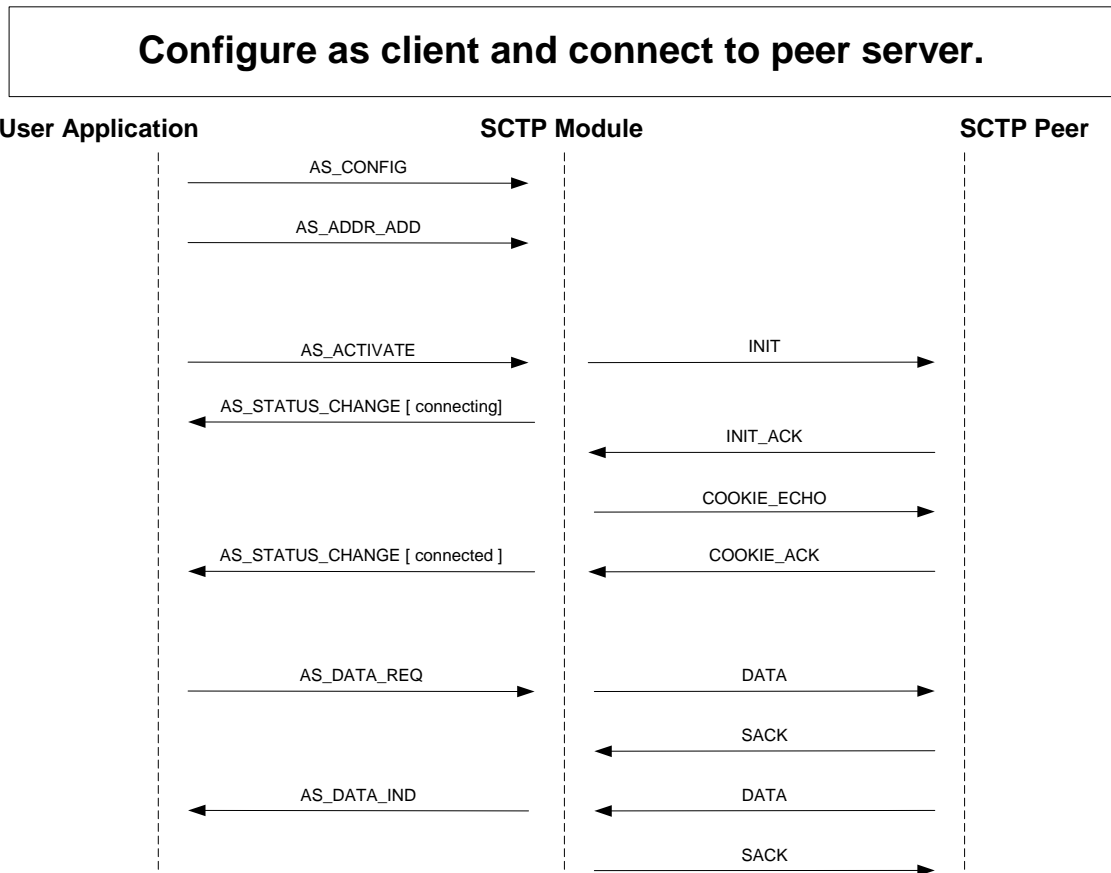 Configure as client and connect to peer server.
User Application SCTP Module SCTP Peer
AS_CONFIG
AS_ADDR_ADD
AS_ACTIVATE INIT
AS_STATUS_CHANGE [ connecting]
INIT_ACK
COOKIE_ECHO
AS_STATUS_CHANGE [ connected ] COOKIE_ACK
AS_DATA_REQ DATA
SACK
AS_DATA_IND DATA
SACK